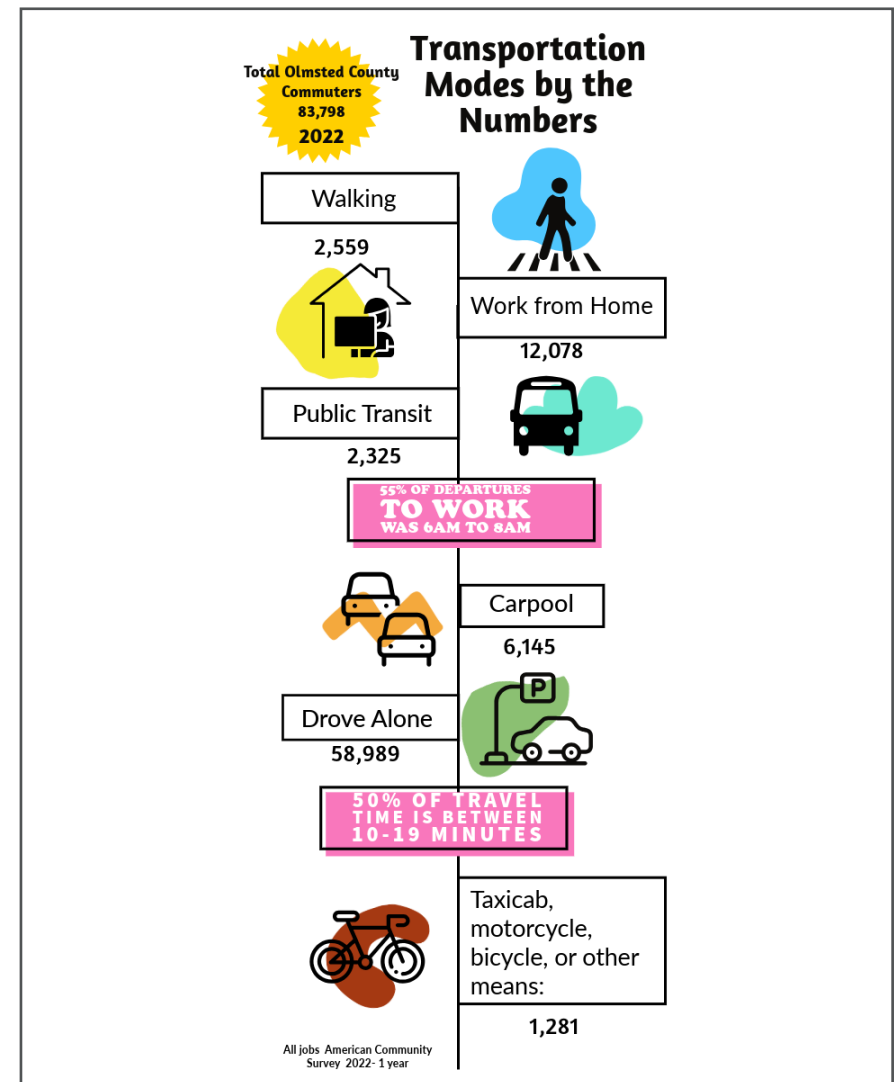 Total Olmsted County
Commuters
83,798
2022
Transportation
Modes by the
Numbers
Walking
2,559
Work from Home
12,078
Public Transit
2,325
55% OF DEPARTURES
TO WORK
WAS 6AM TO 8AM
Carpool
6,145
P
Drove Alone
58,989
50% OF TRAVEL
TIME IS BETWEEN
10-19 MINUTES
Taxicab,
motorcycle,
bicycle, or other
means:
1,281
All jobs American Community
Survey 2022- 1 year